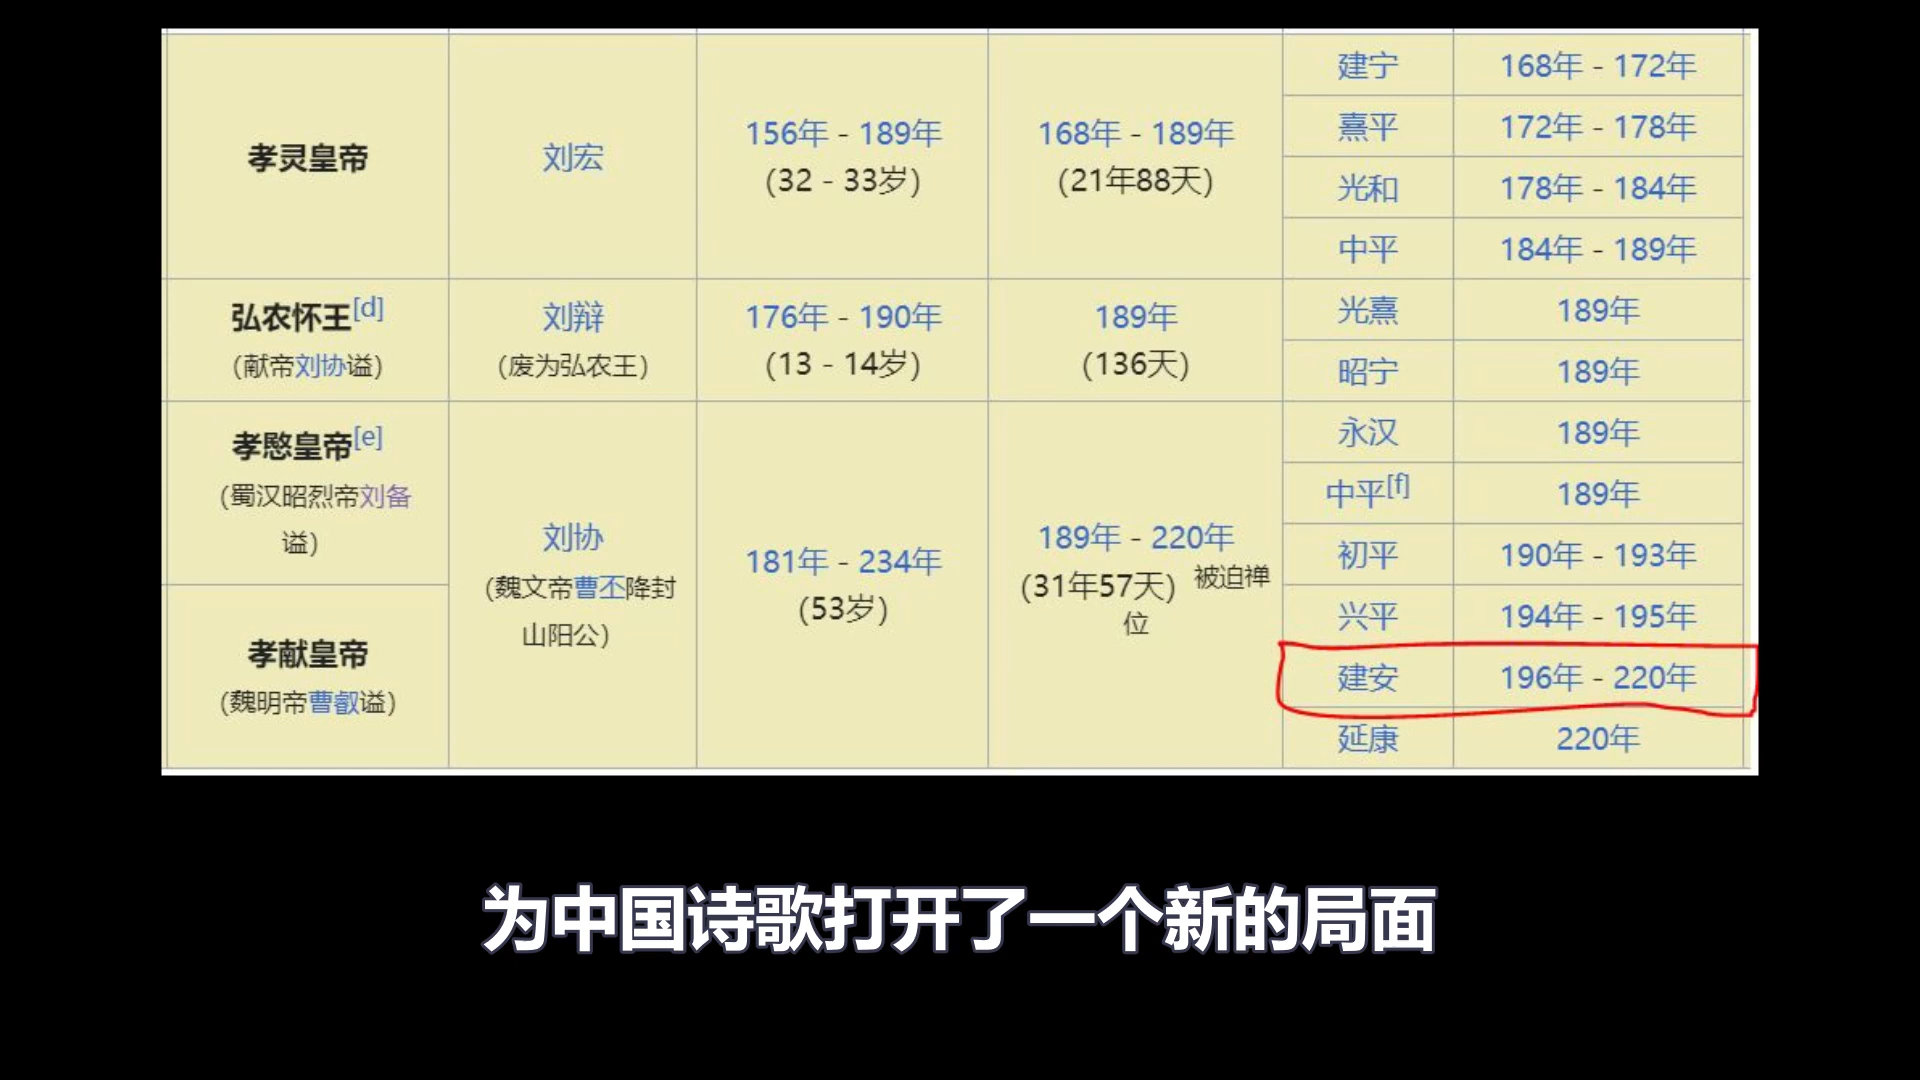 孝灵皇帝
刘宏
156年 - 189年
(32 - 33岁)
168年 - 189年
(21年88天)
建宁
168年 - 172年
熹平
172年 - 178年
光和
178年 - 184年
中平
184年 - 189年
弘农怀王[d]
(献帝刘协谥)
刘辩
(废为弘农王)
176年 - 190年
(13 - 14岁)
189年
(136天)
光熹
189年
昭宁
189年
孝愍皇帝[e]
(蜀汉昭烈帝刘备
谥)
孝献皇帝
(魏明帝曹叡谥)
刘协
(魏文帝曹丕降封
山阳公)
181年 - 234年
(53岁)
189年 - 220年
(31年57天) 被迫禅
位
永汉
189年
中平[f]
189年
初平
190年 - 193年
兴平
194年 - 195年
建安
196年 - 220年
延康
220年
为中国诗歌打开了一个新的局面